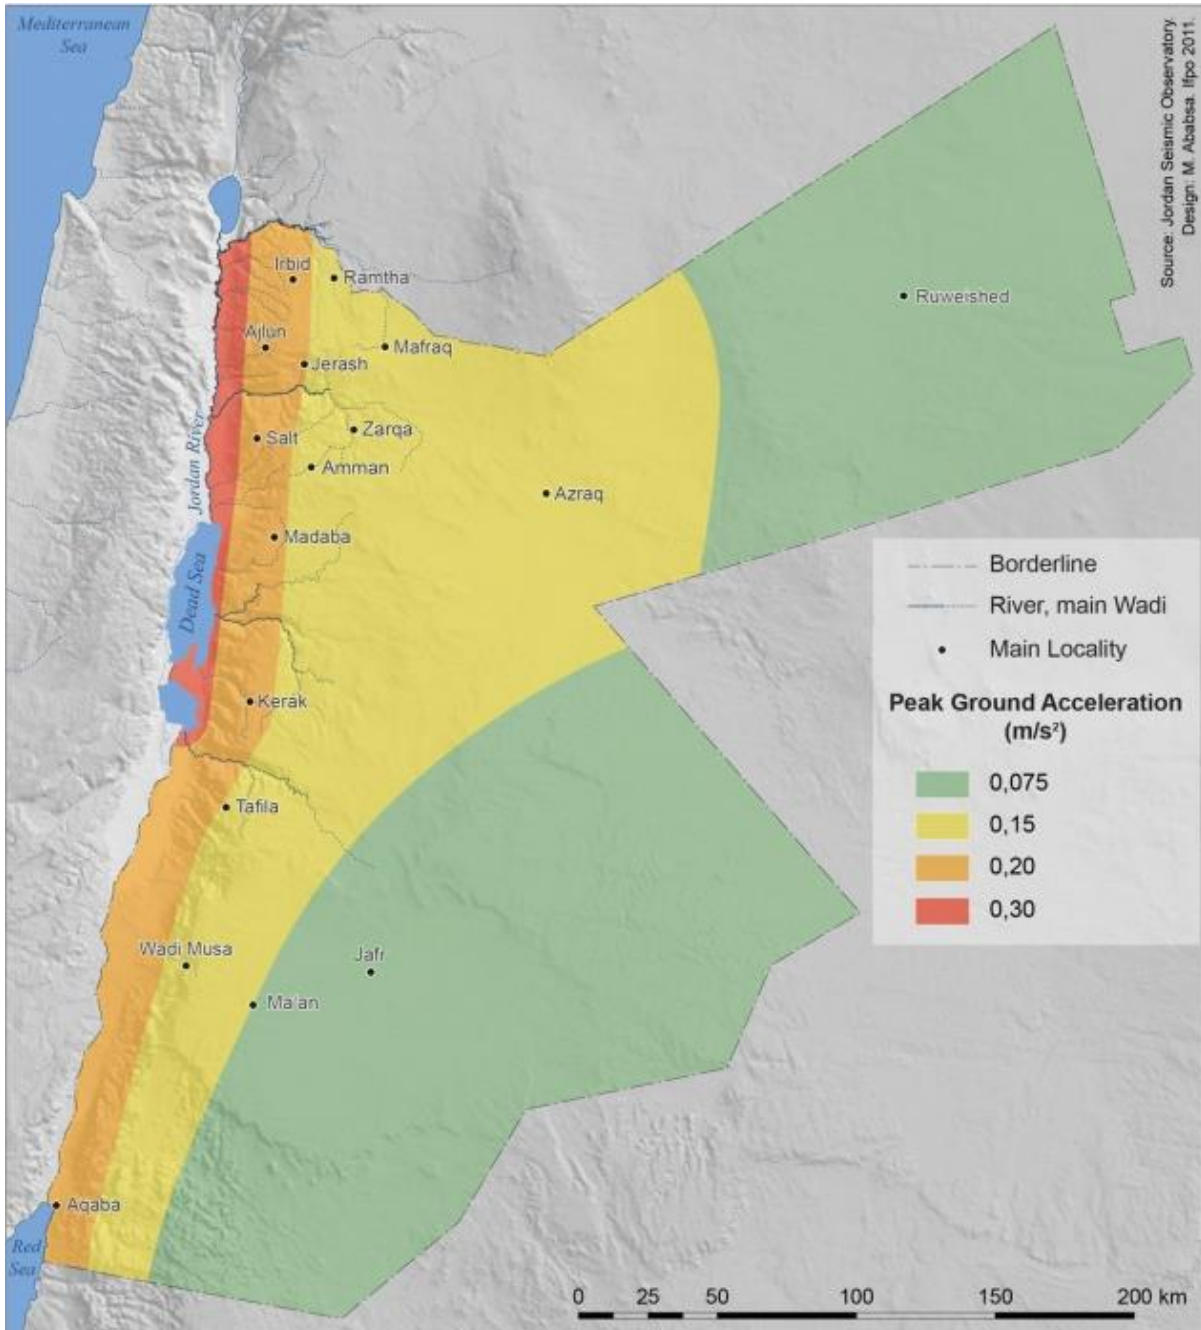 Mediterranean
Sea
Source: Jordan Seismic Observatory.
Design: M. Ababsa. Ifpo 2011.
Irbid
Ramtha
Ruweished
Ajlun
Mafraq
Jerash
Jordan River
Salt
Zarqa
Amman
Azraq
Madaba
Dead Sea
Kerak
Tafila
Wadi Musa
Jafr
Ma'an
Aqaba
Red
Sea
Borderline
River, main Wadi
Main Locality
Peak Ground Acceleration
(m/s²)
0,075
0,15
0,20
0,30
0 25 50 100 150 200 km